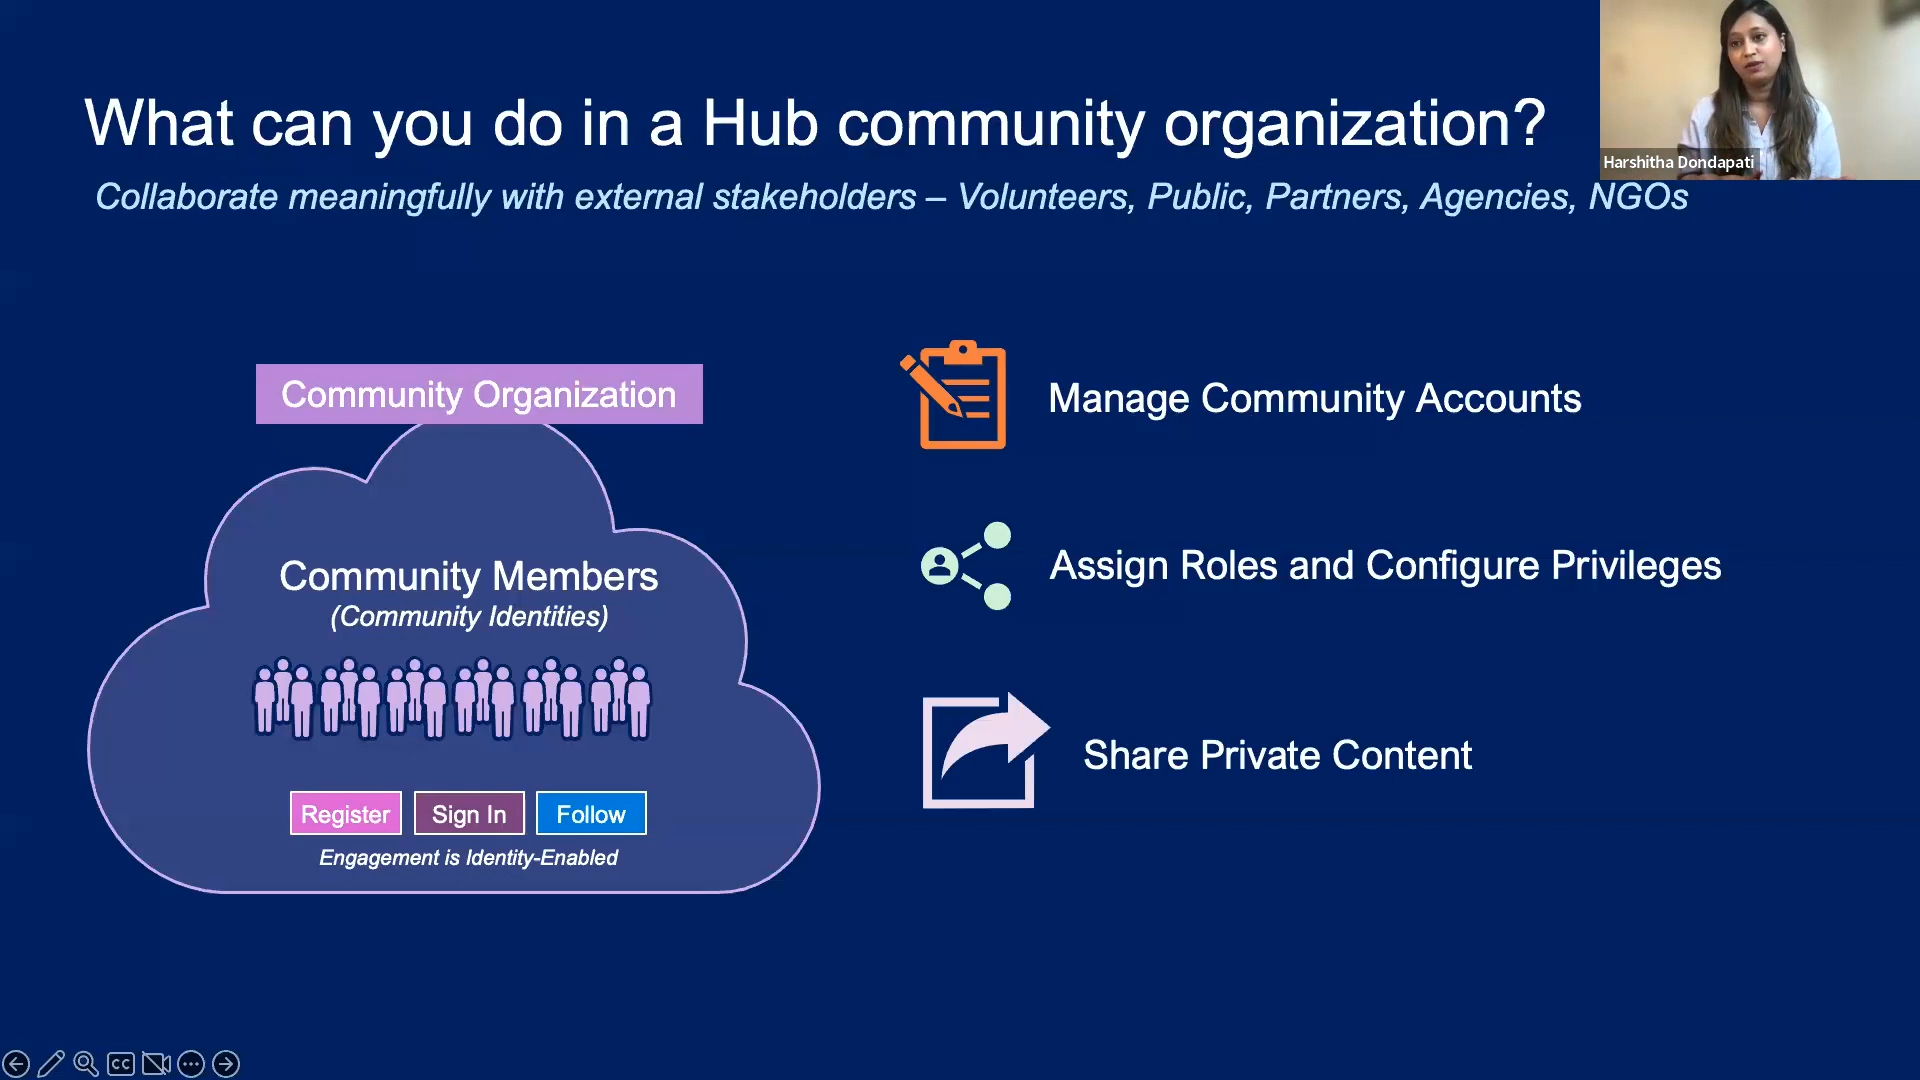 What can you do in a Hub community organization?
Harshitha Dondapati
Collaborate meaningfully with external stakeholders – Volunteers, Public, Partners, Agencies, NGOs
Community Organization
Community Members
(Community Identities)
Register
Sign In
Follow
Engagement is Identity-Enabled
Manage Community Accounts
Assign Roles and Configure Privileges
Share Private Content
CC